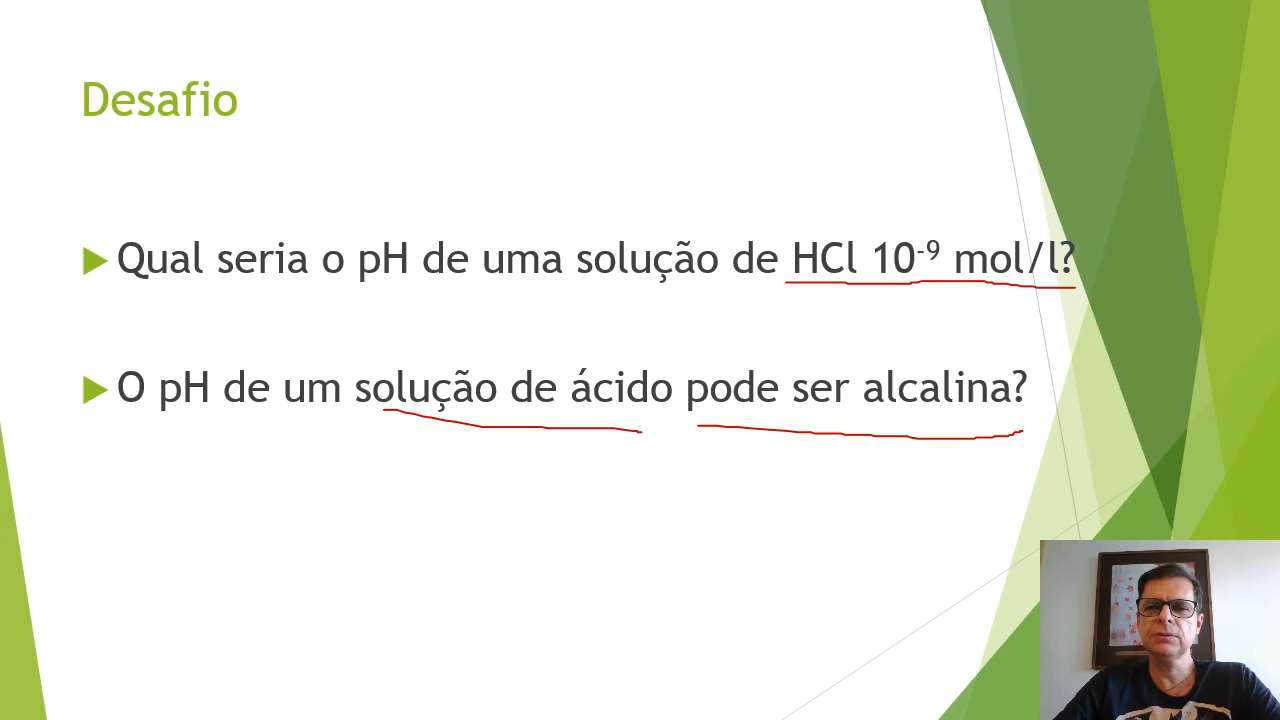 Desafio
Qual seria o pH de uma solução de HCl 10⁻⁹ mol/l?
O pH de um solução de ácido pode ser alcalina?